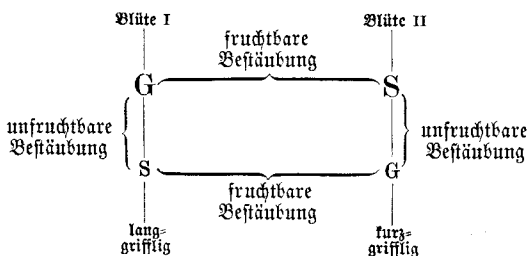 Blüte I
Blüte II
fruchtbare
Bestäubung
G
S
unfruchtbare
Bestäubung
unfruchtbare
Bestäubung
S
G
fruchtbare
Bestäubung
lang=
grifflig
kurz=
grifflig